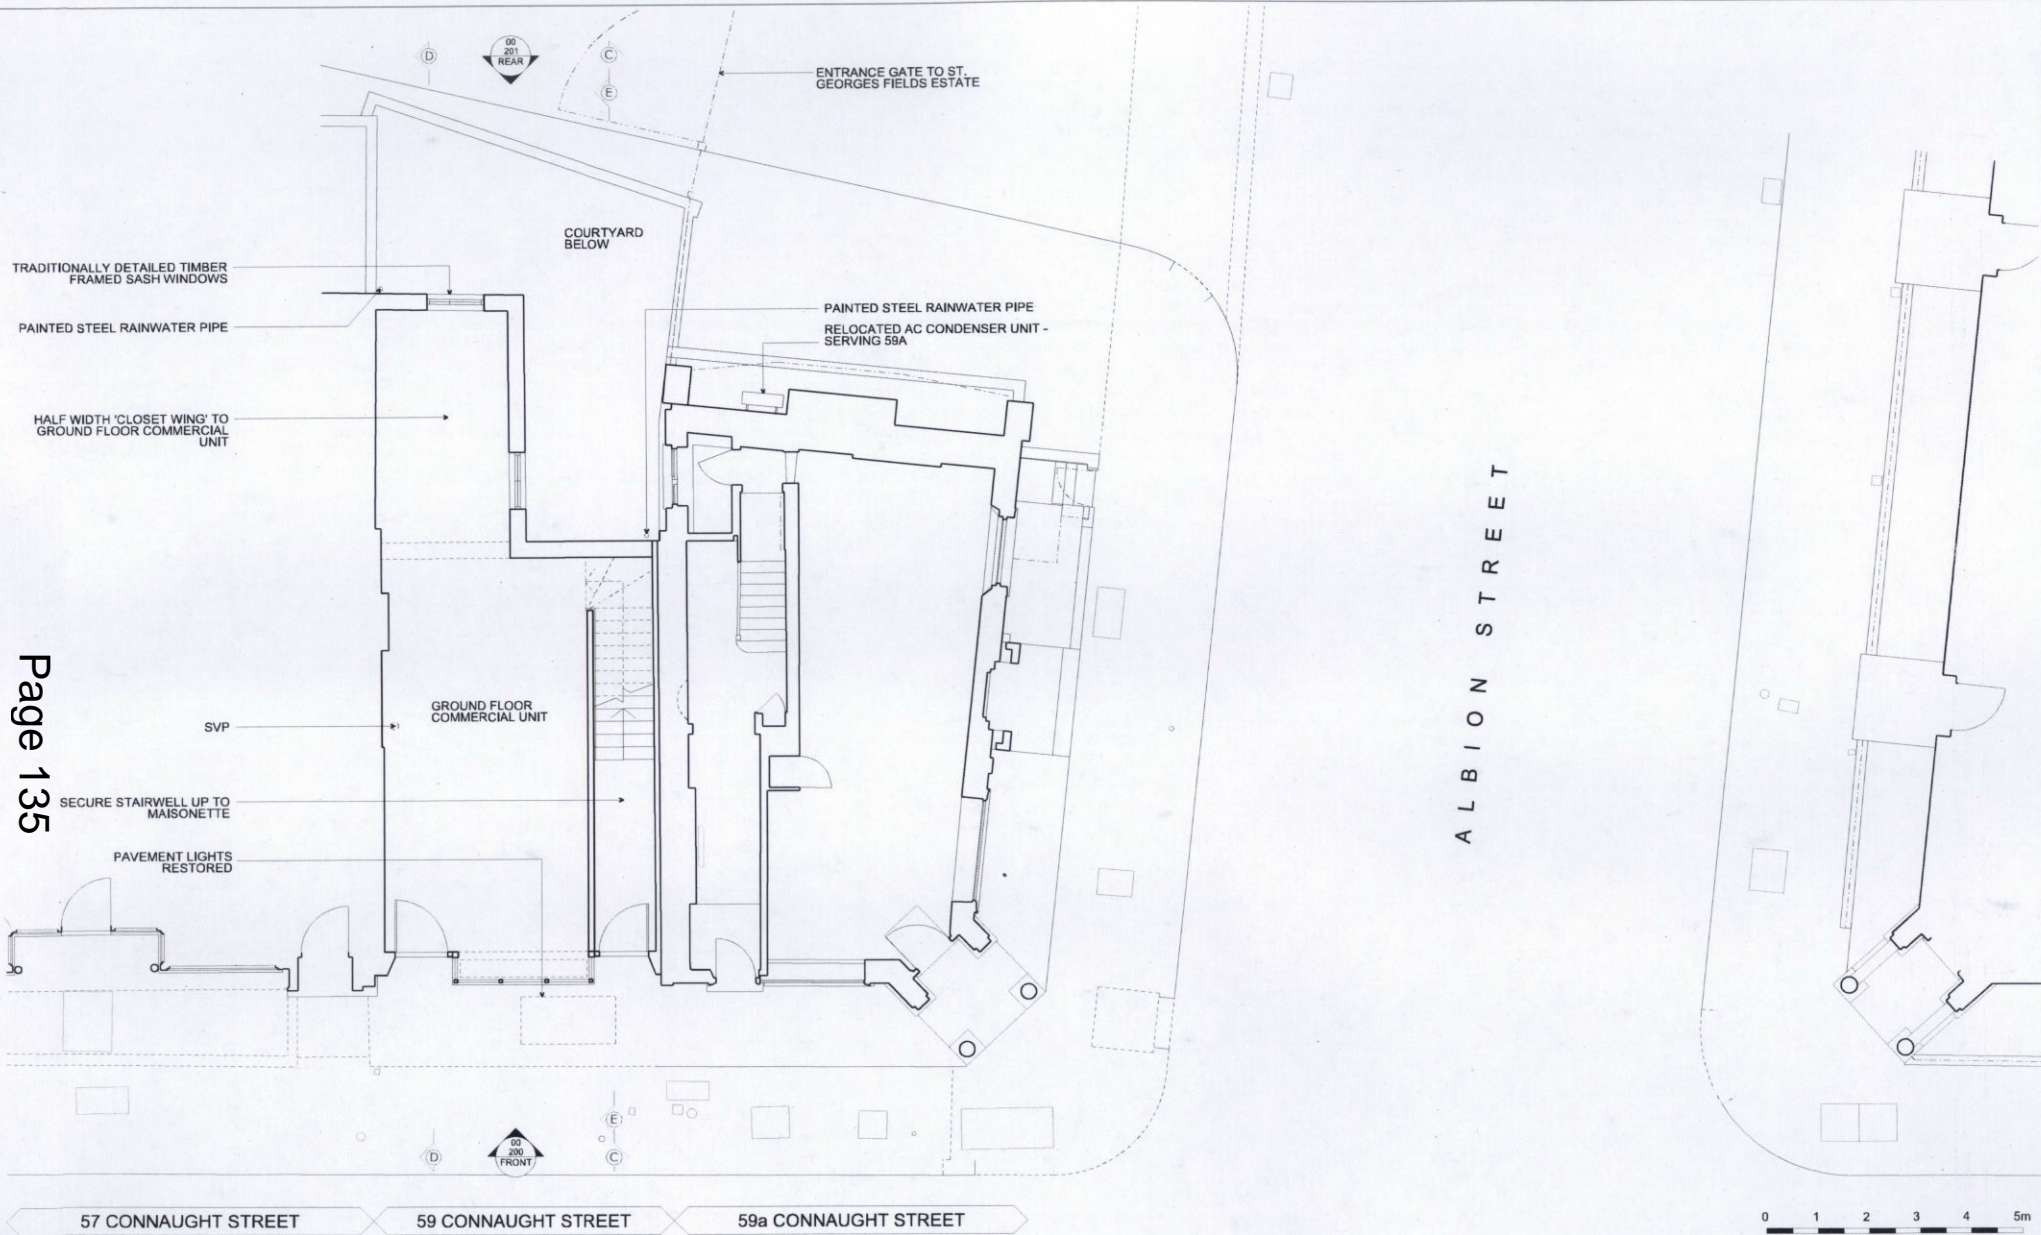 D
00
201
REAR
C
E
ENTRANCE GATE TO ST.
GEORGES FIELDS ESTATE
COURTYARD
BELOW
TRADITIONALLY DETAILED TIMBER
FRAMED SASH WINDOWS
PAINTED STEEL RAINWATER PIPE
PAINTED STEEL RAINWATER PIPE
RELOCATED AC CONDENSER UNIT -
SERVING 59A
HALF WIDTH 'CLOSET WING' TO
GROUND FLOOR COMMERCIAL
UNIT
ALBION STREET
Page 135
GROUND FLOOR
COMMERCIAL UNIT
SVP
SECURE STAIRWELL UP TO
MAISONETTE
PAVEMENT LIGHTS
RESTORED
E
D
00
200
FRONT
C
57 CONNAUGHT STREET
59 CONNAUGHT STREET
59a CONNAUGHT STREET
0 1 2 3 4 5m